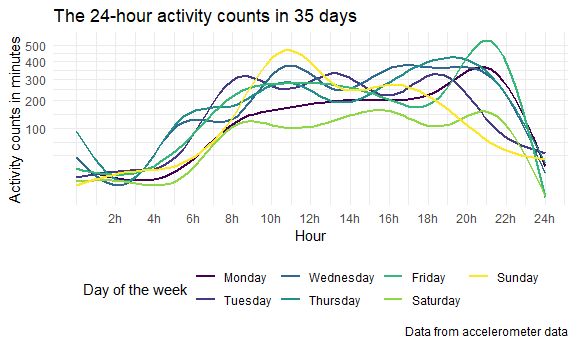 The 24-hour activity counts in 35 days
Activity counts in minutes
500
400
300
200
100
2h 4h 6h 8h 10h 12h 14h 16h 18h 20h 22h 24h
Hour
Day of the week
Monday Wednesday Friday Sunday
Tuesday Thursday Saturday
Data from accelerometer data